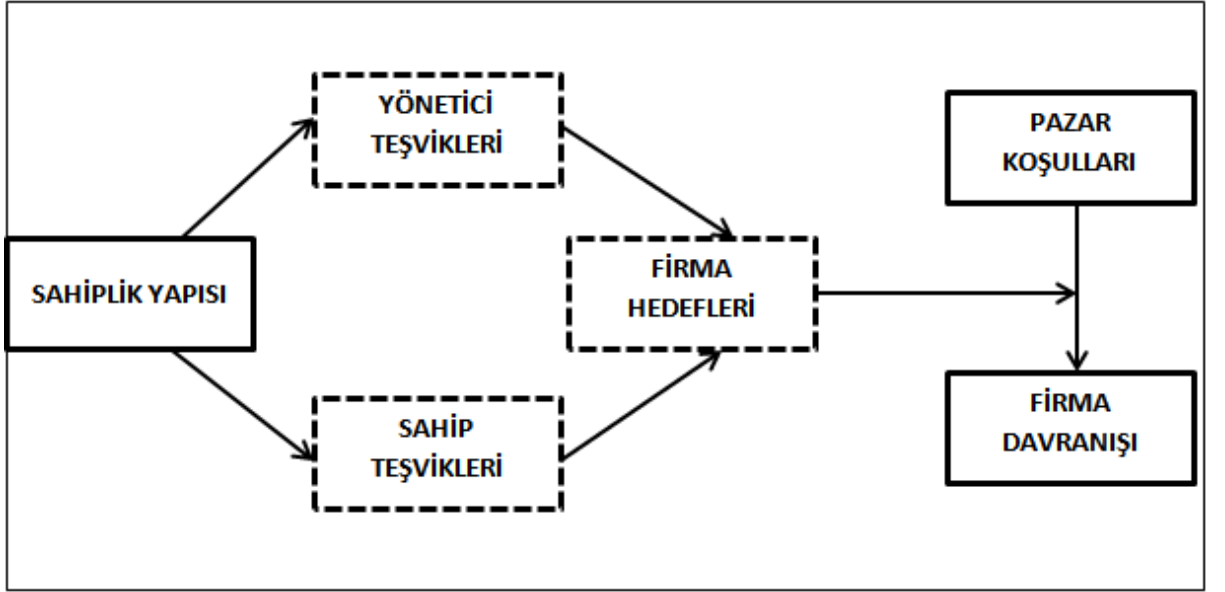 YÖNETİCİ
TEŞVİKLERİ
PAZAR
KOŞULLARI
SAHİPLİK YAPISI
FİRMA
HEDEFLERİ
SAHİP
TEŞVİKLERİ
FİRMA
DAVRANIŞI